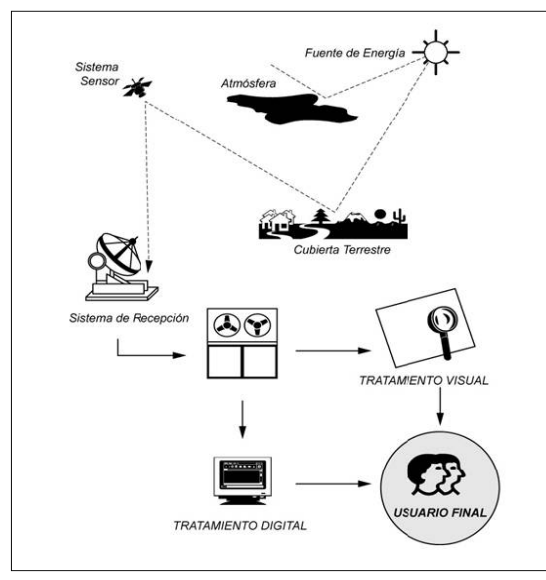 Fuente de Energía
Sistema
Sensor
Atmósfera
Cubierta Terrestre
Sistema de Recepción
TRATAMIENTO VISUAL
TRATAMIENTO DIGITAL
USUARIO FINAL